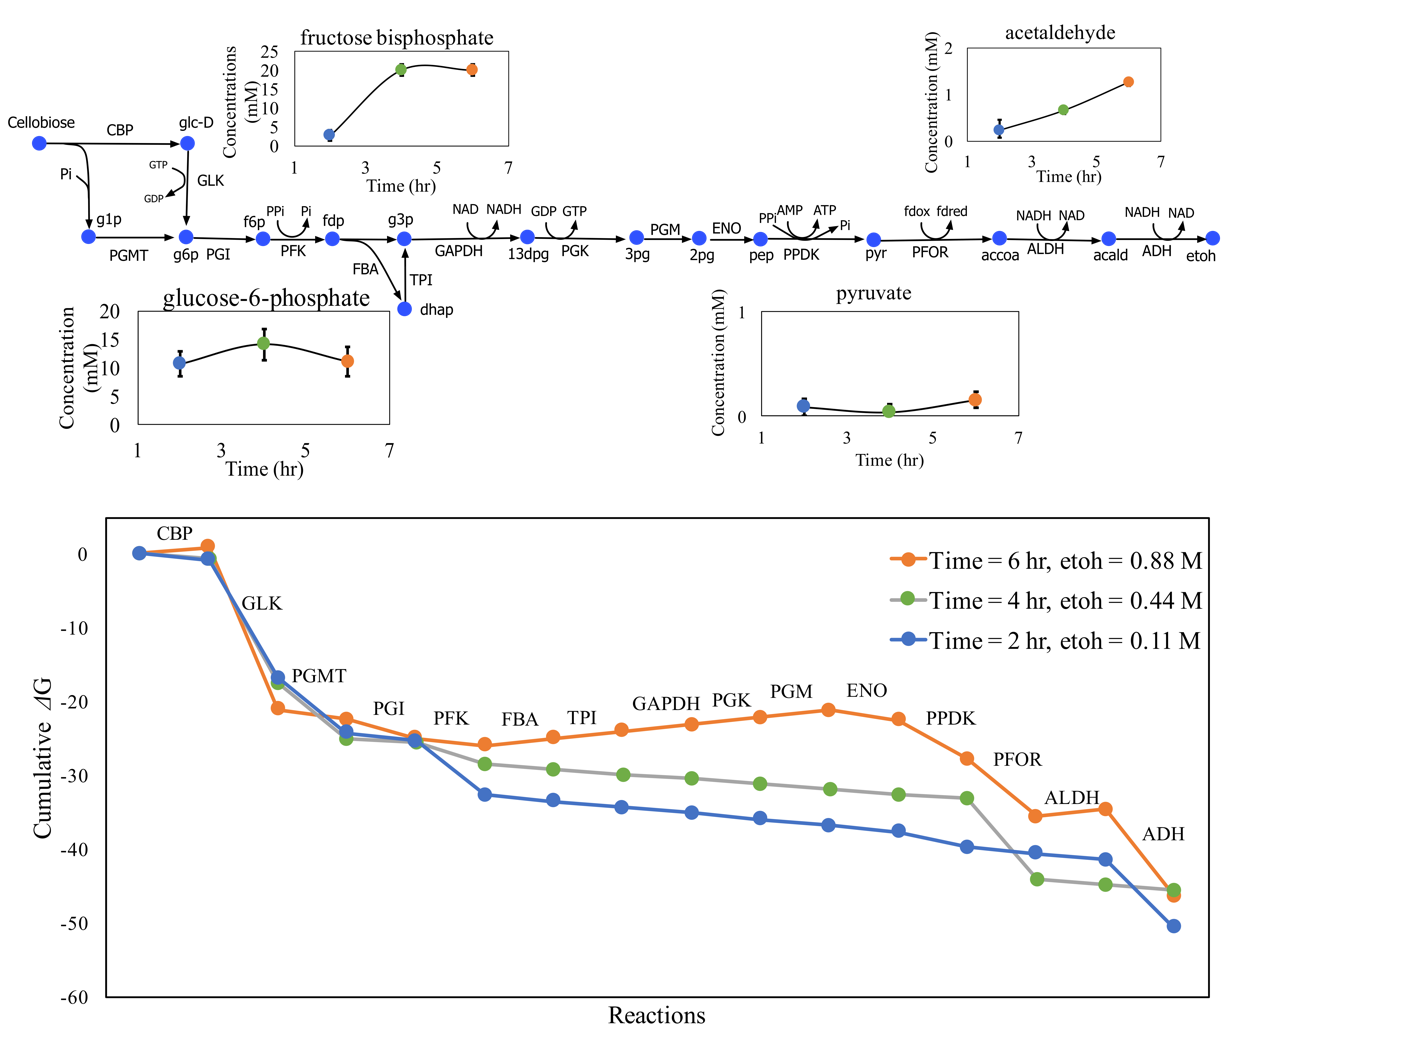 fructose bisphosphate
Concentrations
(mM)
25
20
15
10
5
0
1 3 5 7
Time (hr)
acetaldehyde
Concentration (mM)
2
1
0
1 3 5 7
Time (hr)
Cellobiose
CBP
glc-D
Pi
GTP
GDP
GLK
g1p
PGMT
g6p
PGI
f6p
PPi
Pi
PFK
fdp
FBA
g3p
TPI
dhap
NAD
NADH
GAPDH
13dpg
GDP
GTP
PGK
3pg
PGM
2pg
ENO
pep
PPi
AMP
ATP
Pi
PPDK
pyr
fdox
fdred
PFOR
accoa
NADH
NAD
ALDH
acald
NADH
NAD
ADH
etoh
glucose-6-phosphate
Concentration
(mM)
20
15
10
5
0
1 3 5 7
Time (hr)
pyruvate
Concentration (mM)
1
0
1 3 5 7
Time (hr)
Cumulative ΔG
0
-10
-20
-30
-40
-50
-60
CBP
GLK
PGMT
PGI
PFK
FBA
TPI
GAPDH
PGK
PGM
ENO
PPDK
PFOR
ALDH
ADH
Time = 6 hr, etoh = 0.88 M
Time = 4 hr, etoh = 0.44 M
Time = 2 hr, etoh = 0.11 M
Reactions